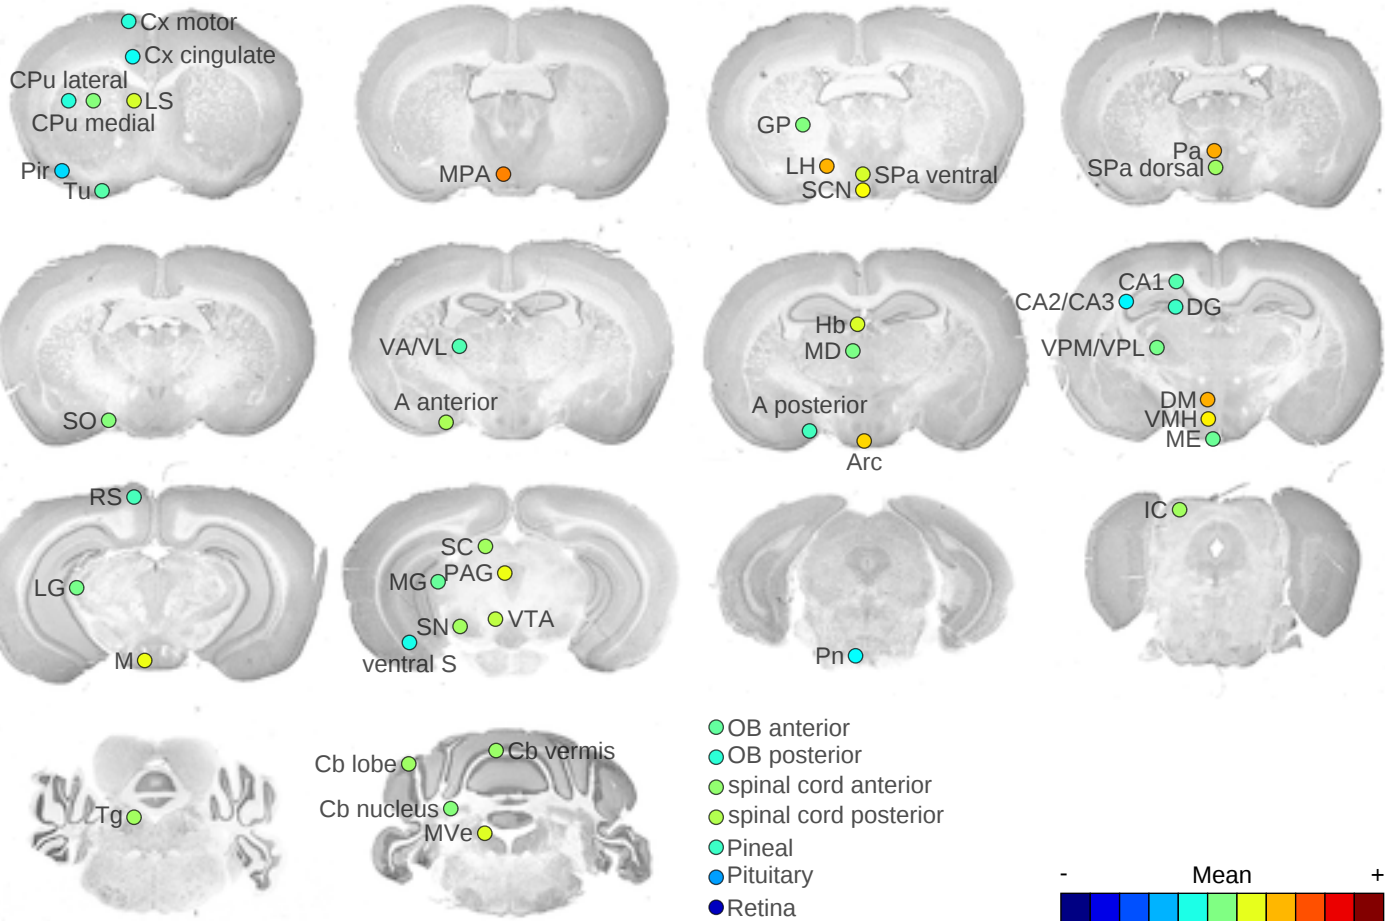 Cx motor
Cx cingulate
CPu lateral
LS
CPu medial
Pir
Tu
MPA
GP
LH
SPa ventral
SCN
Pa
SPa dorsal
SO
VA/VL
A anterior
Hb
MD
A posterior
Arc
CA1
CA2/CA3
DG
VPM/VPL
DM
VMH
ME
RS
LG
M
SC
MG
PAG
SN
VTA
ventral S
Pn
IC
Tg
Cb lobe
Cb vermis
Cb nucleus
MVe
OB anterior
OB posterior
spinal cord anterior
spinal cord posterior
Pineal
Pituitary
Retina
- Mean +